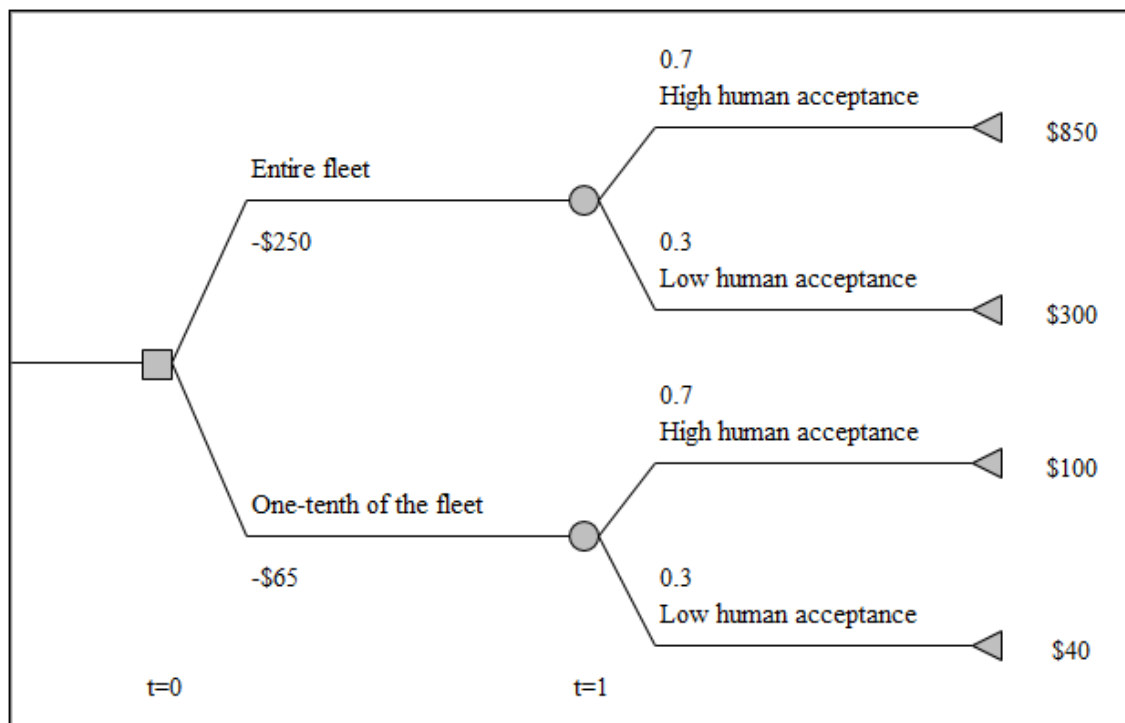 0.7
High human acceptance
$850
Entire fleet
-$250
0.3
Low human acceptance
$300
0.7
High human acceptance
$100
One-tenth of the fleet
-$65
0.3
Low human acceptance
$40
t=0
t=1